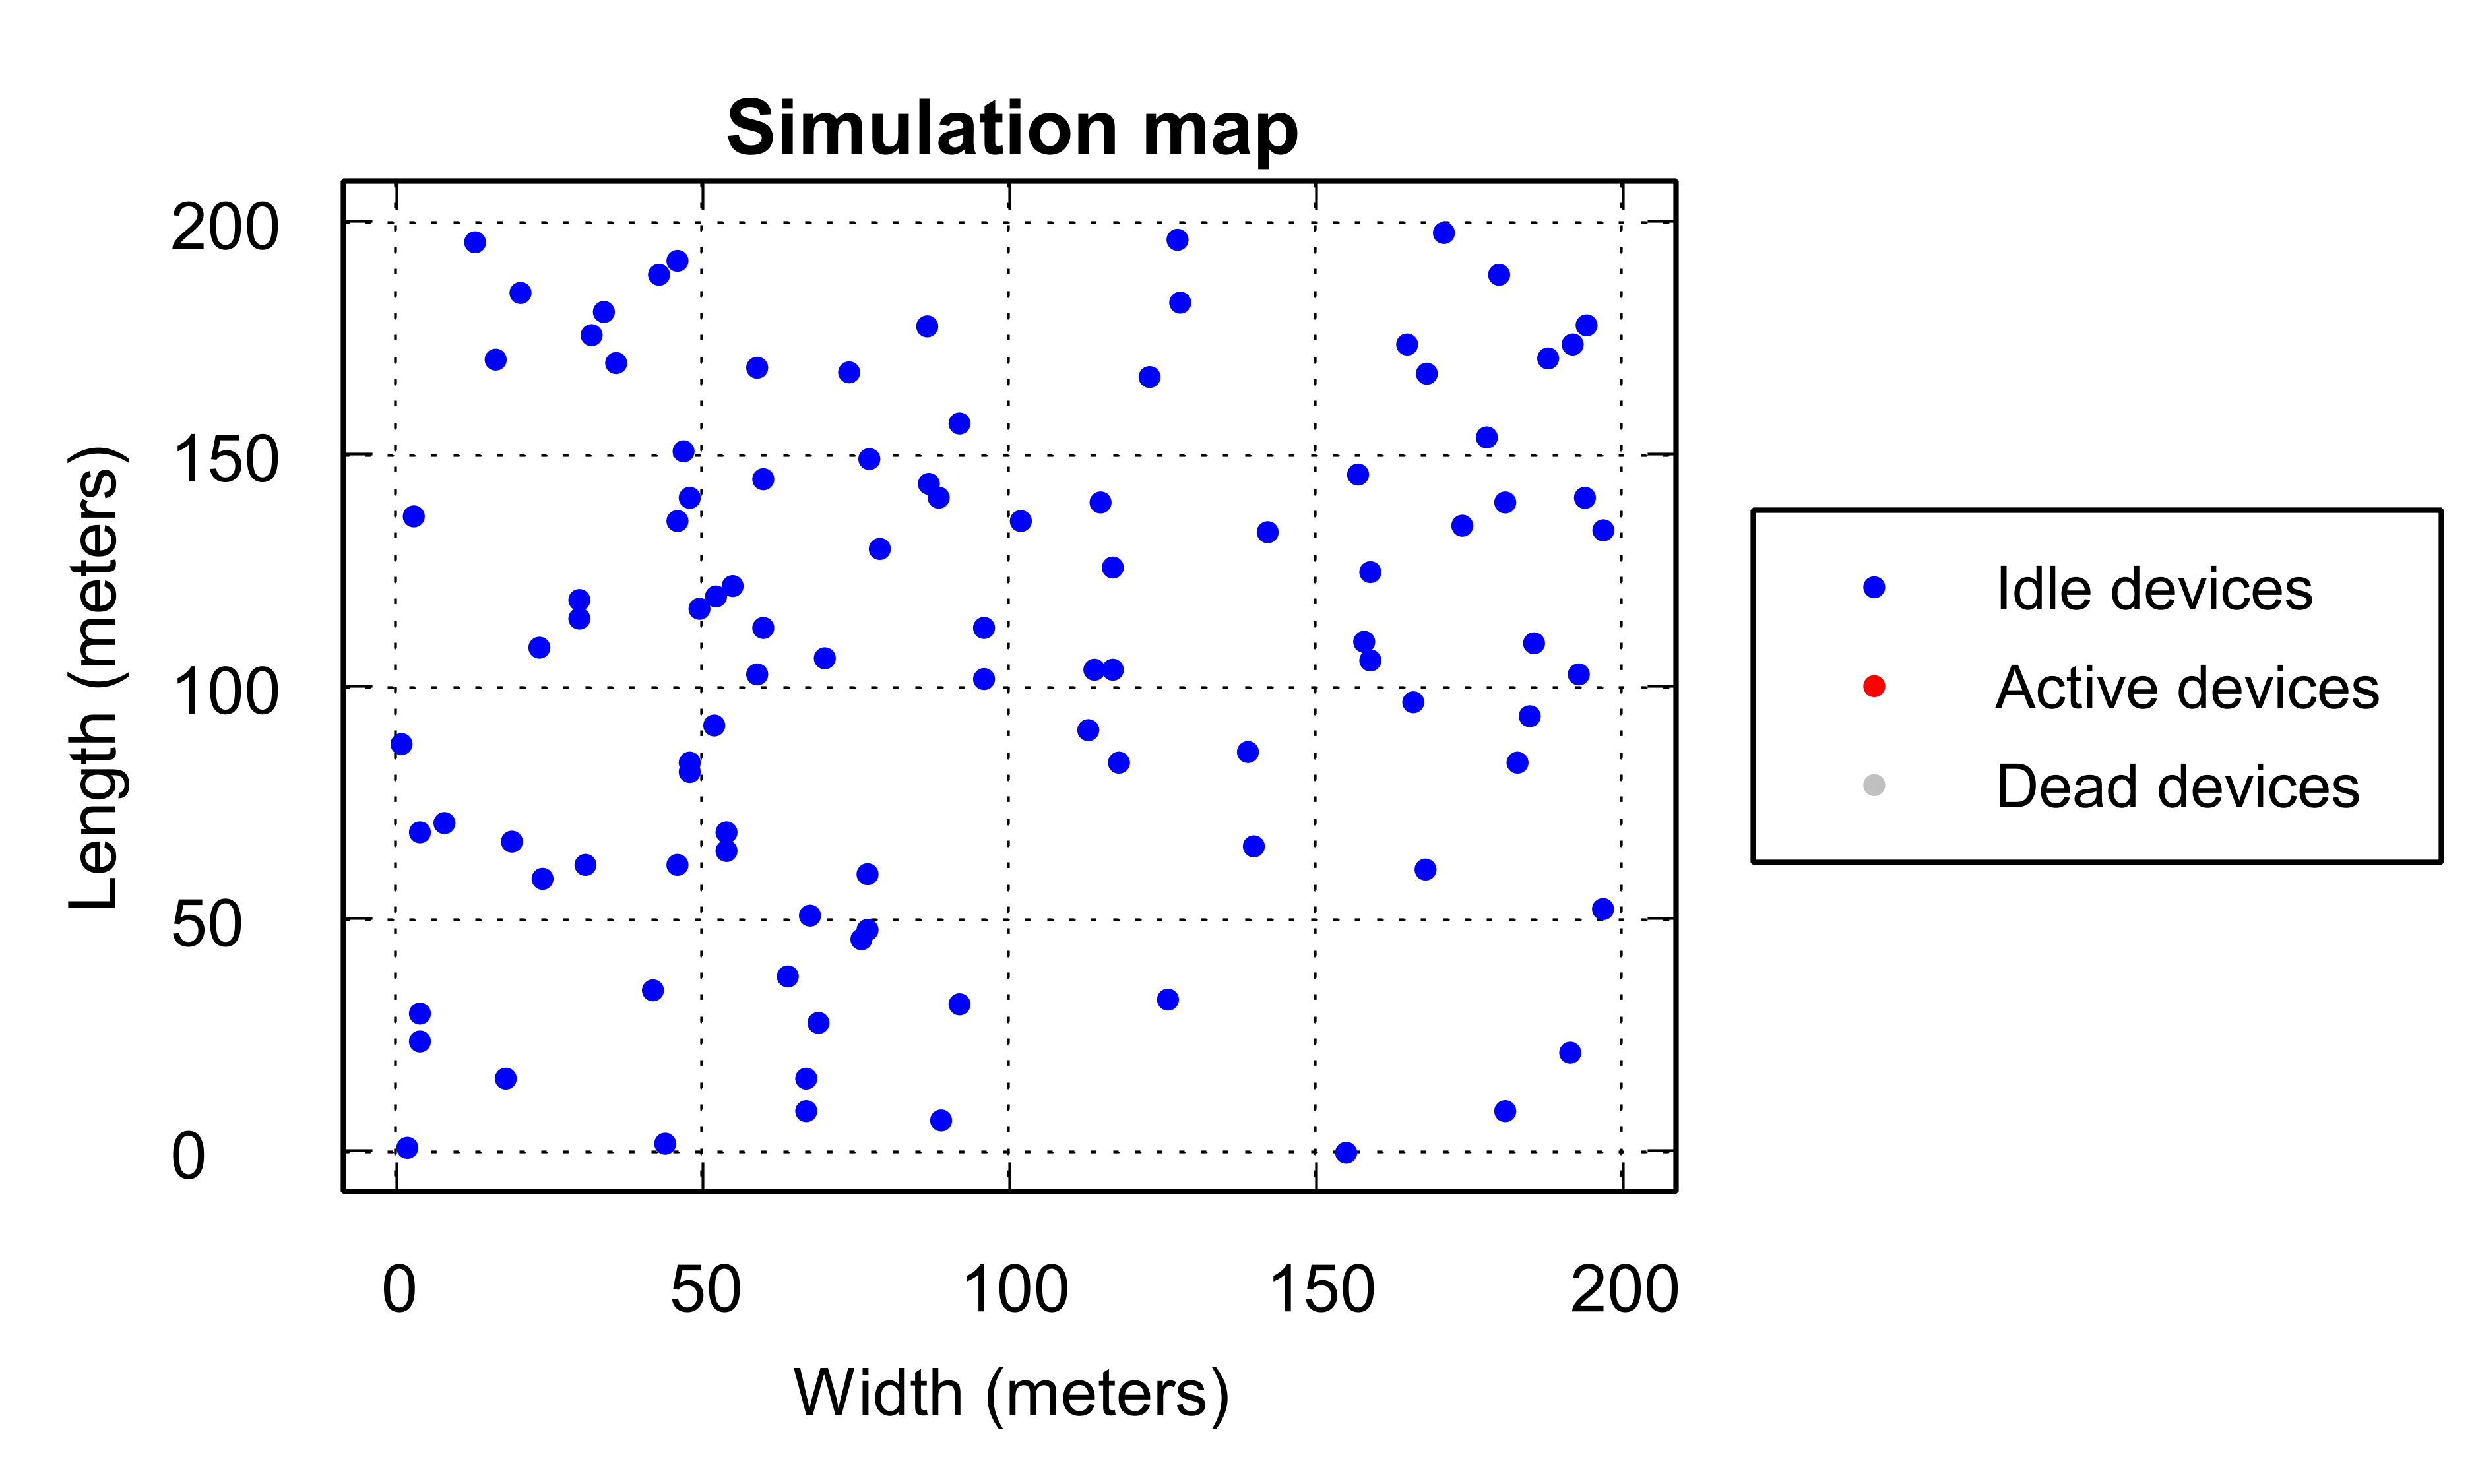 Simulation map
200
150
100
50
0
Length (meters)
0 50 100 150 200
Width (meters)
Idle devices
Active devices
Dead devices